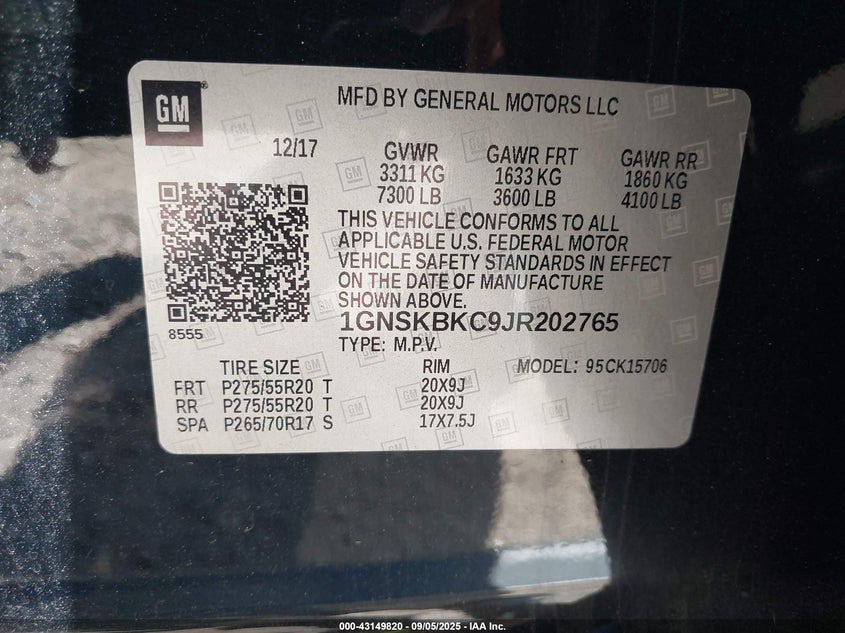 GM
MFD BY GENERAL MOTORS LLC
12/17
GVWR GAWR FRT GAWR RR
3311 KG 1633 KG 1860 KG
7300 LB 3600 LB 4100 LB
THIS VEHICLE CONFORMS TO ALL
APPLICABLE U.S. FEDERAL MOTOR
VEHICLE SAFETY STANDARDS IN EFFECT
ON THE DATE OF MANUFACTURE
SHOWN ABOVE.
8555
1GNSKBKC9JR202765
TYPE: M.P.V.
TIRE SIZE RIM MODEL: 95CK15706
FRT P275/55R20 T 20X9J
RR P275/55R20 T 20X9J
SPA P265/70R17 S 17X7.5J
000-43149820 - 09/05/2025 - IAA Inc.